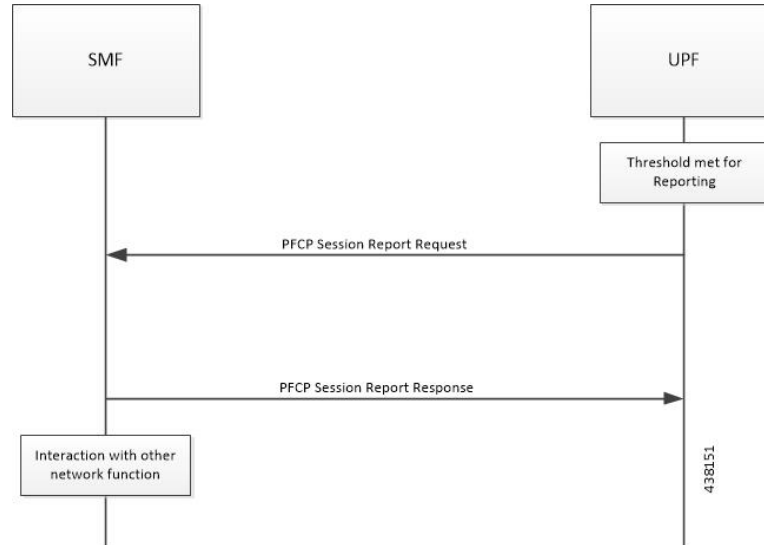 SMF
UPF
Threshold met for
Reporting
PFCP Session Report Request
PFCP Session Report Response
Interaction with other
network function
438151